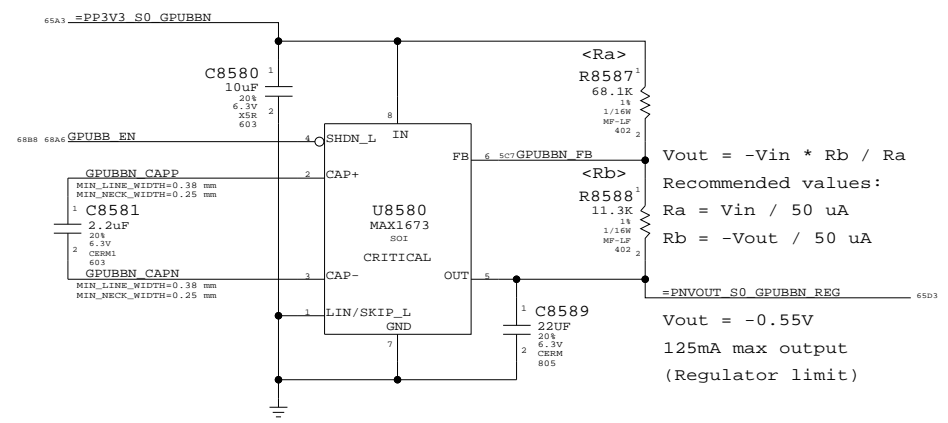 65A3 =PP3V3_S0_GPUBBN
<Ra>
C8580 1
10uF
20%
6.3V
X5R
603
2
R8587 1
68.1K
1%
1/16W
MF-LF
402 2
8
IN
68B8 68A6 GPUBB_EN
4 SHDN_L
FB 6 5C7 GPUBBN_FB
Vout = -Vin * Rb / Ra
Recommended values:
Ra = Vin / 50 uA
Rb = -Vout / 50 uA
GPUBBN_CAPP
MIN_LINE_WIDTH=0.38 mm
MIN_NECK_WIDTH=0.25 mm
2 CAP+
<Rb>
R8588 1
11.3K
1%
1/16W
MF-LF
402 2
1 C8581
2.2uF
20%
6.3V
2 CERM1
603
U8580
MAX1673
SOI
CRITICAL
GPUBBN_CAPN
MIN_LINE_WIDTH=0.38 mm
MIN_NECK_WIDTH=0.25 mm
3 CAP-
OUT 5
=PNVOUT_S0_GPUBBN_REG 65D3
1 LIN/SKIP_L
GND
7
1 C8589
22UF
20%
6.3V
2 CERM
805
Vout = -0.55V
125mA max output
(Regulator limit)